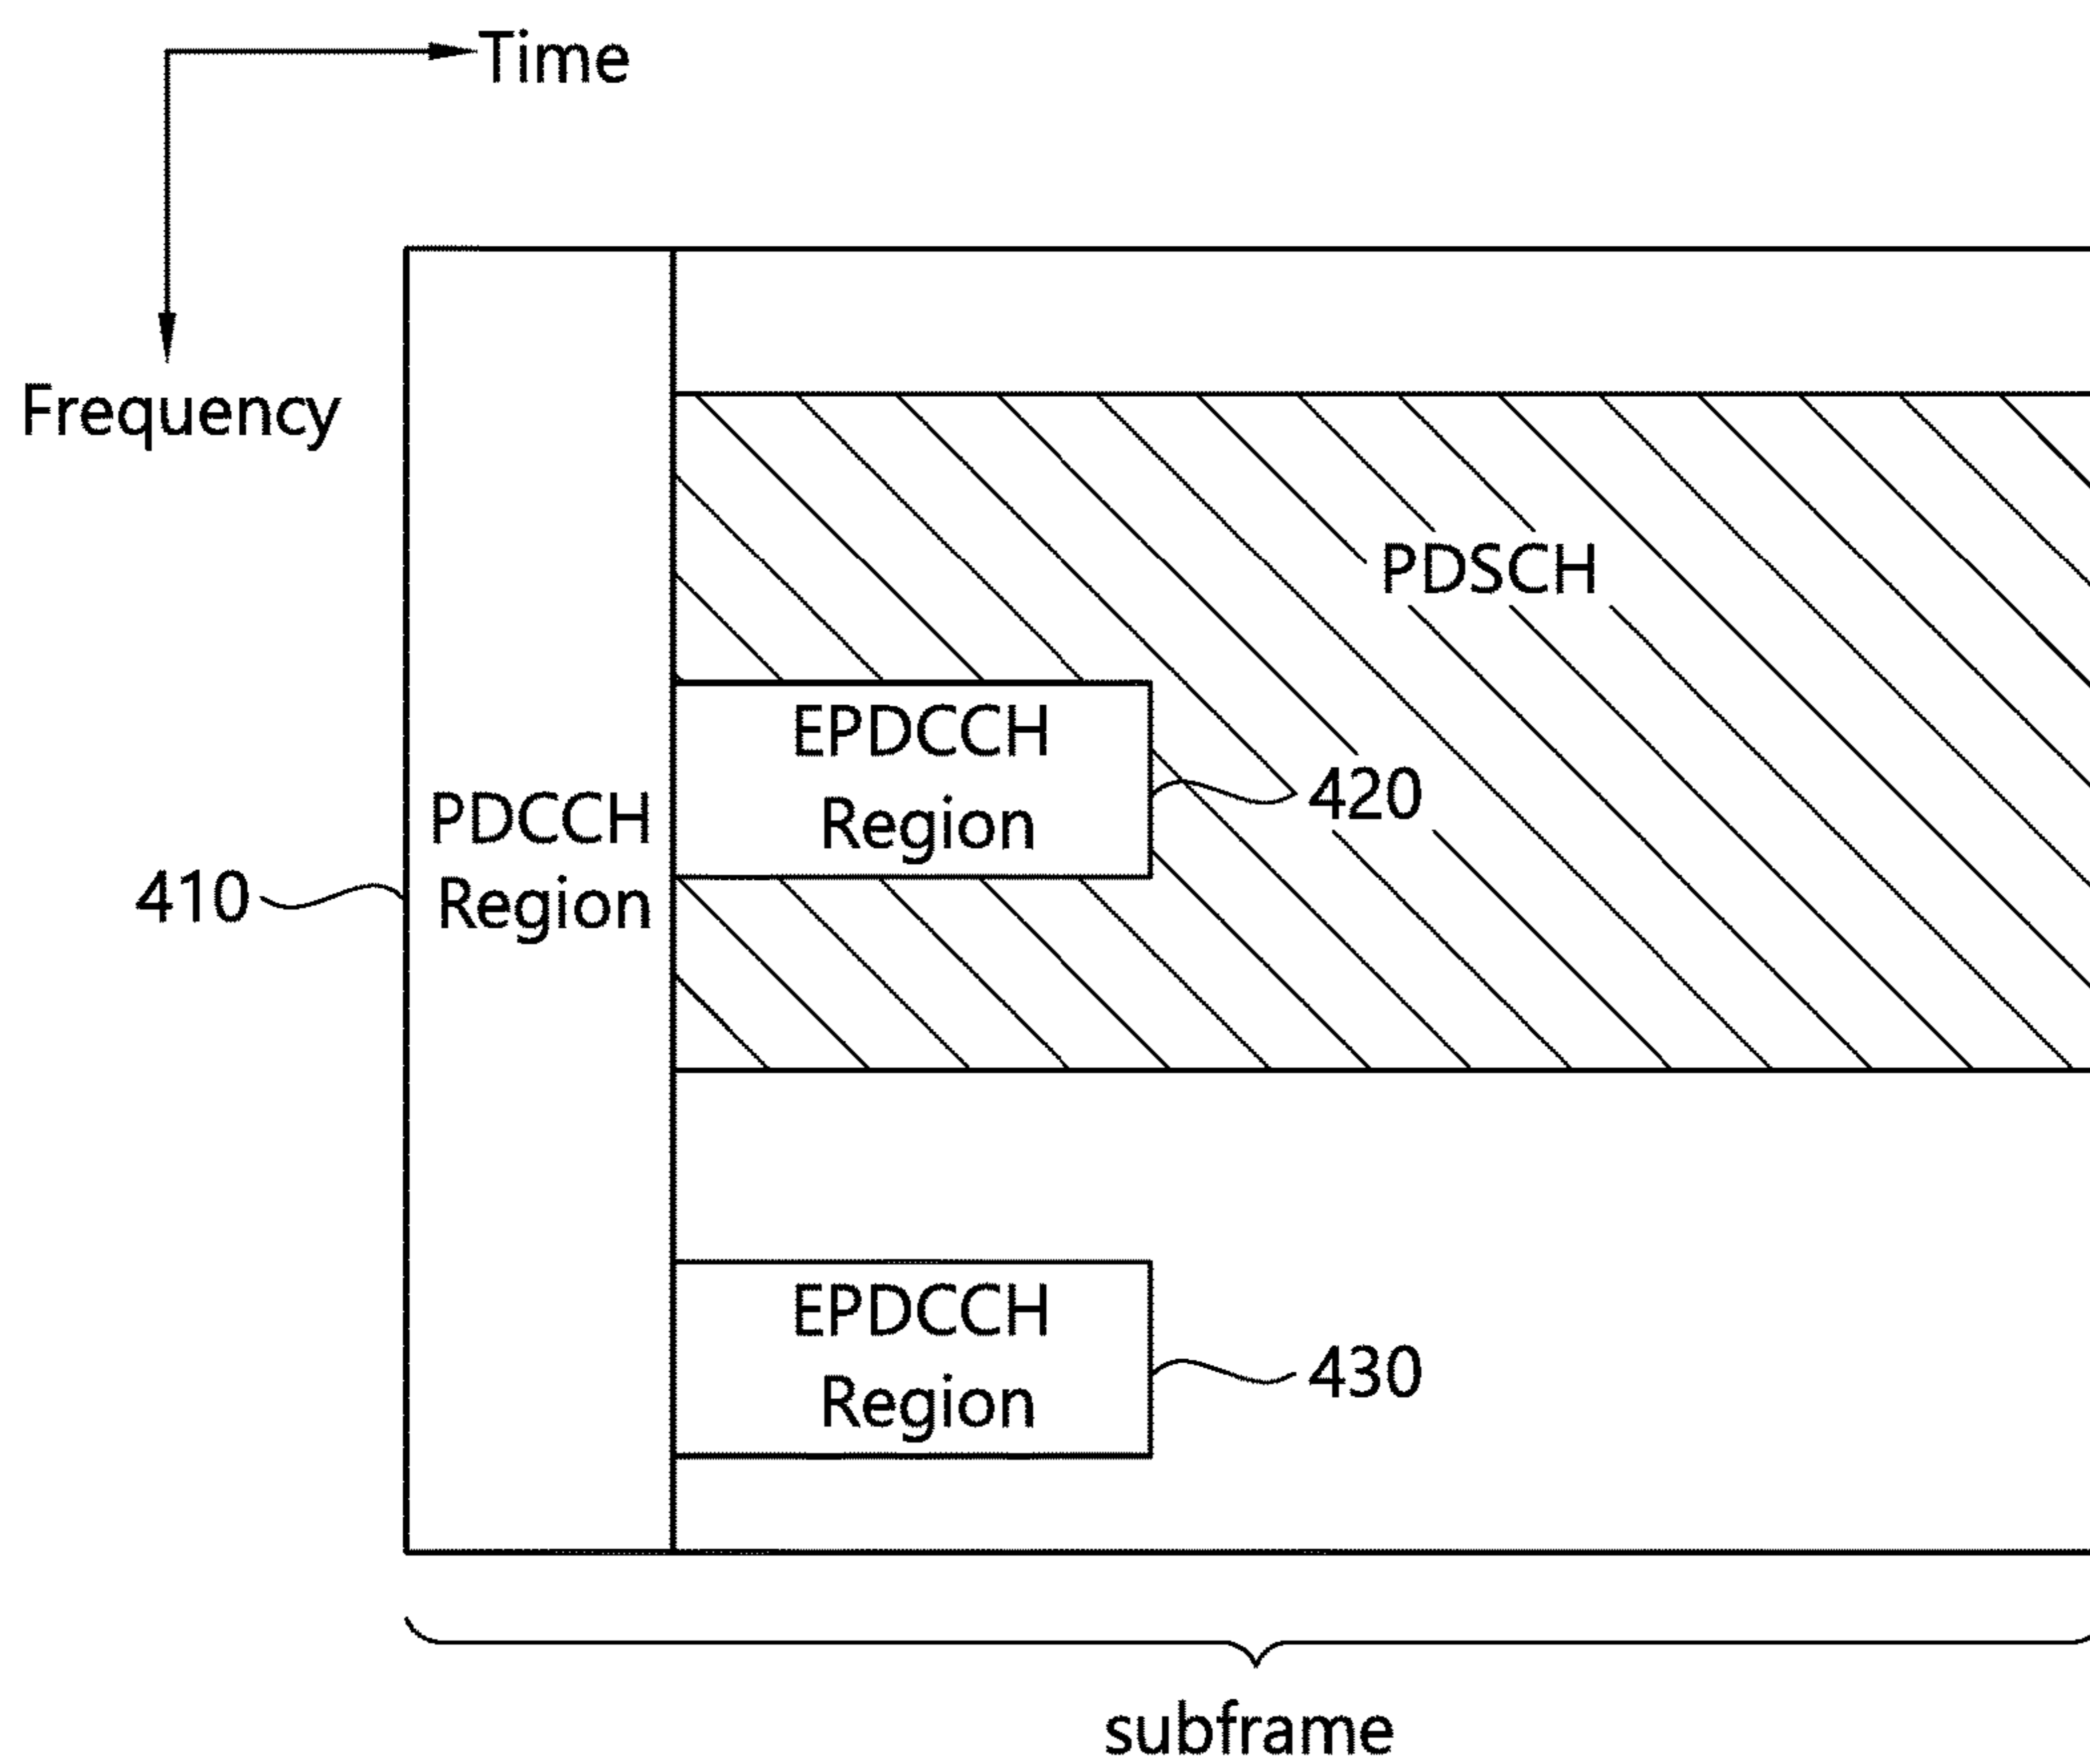 Time
Frequency
PDSCH
EPDCCH
Region
420
PDCCH
Region
410
EPDCCH
Region
430
subframe